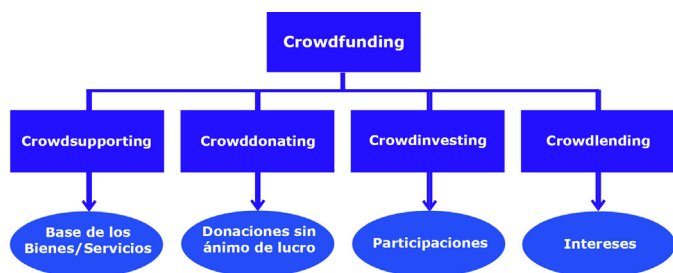 Crowdfunding
Crowdsupporting
Crowddonating
Crowdinvesting
Crowdlending
Base de los
Bienes/Servicios
Donaciones sin
ánimo de lucro
Participaciones
Intereses